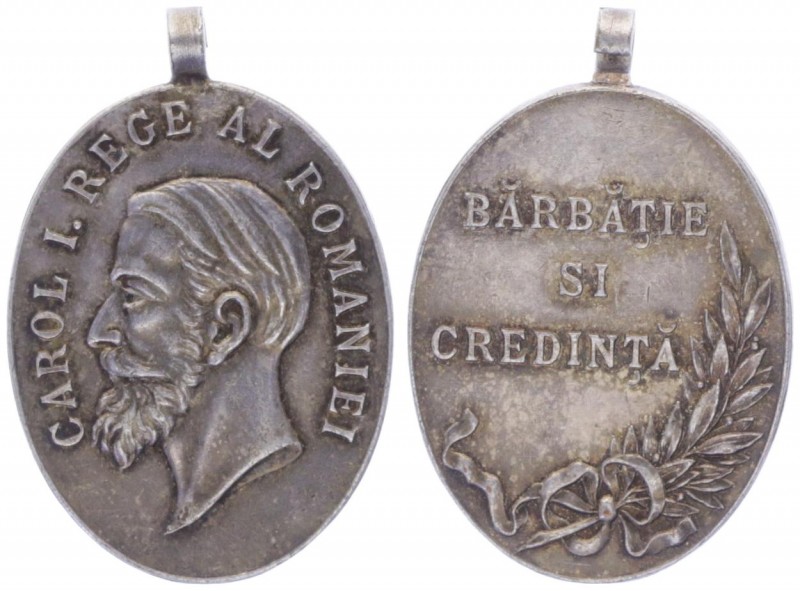 CAROL I. REGE AL ROMANIEI
BĂRBĂȚIE
SI
CREDINȚĂ